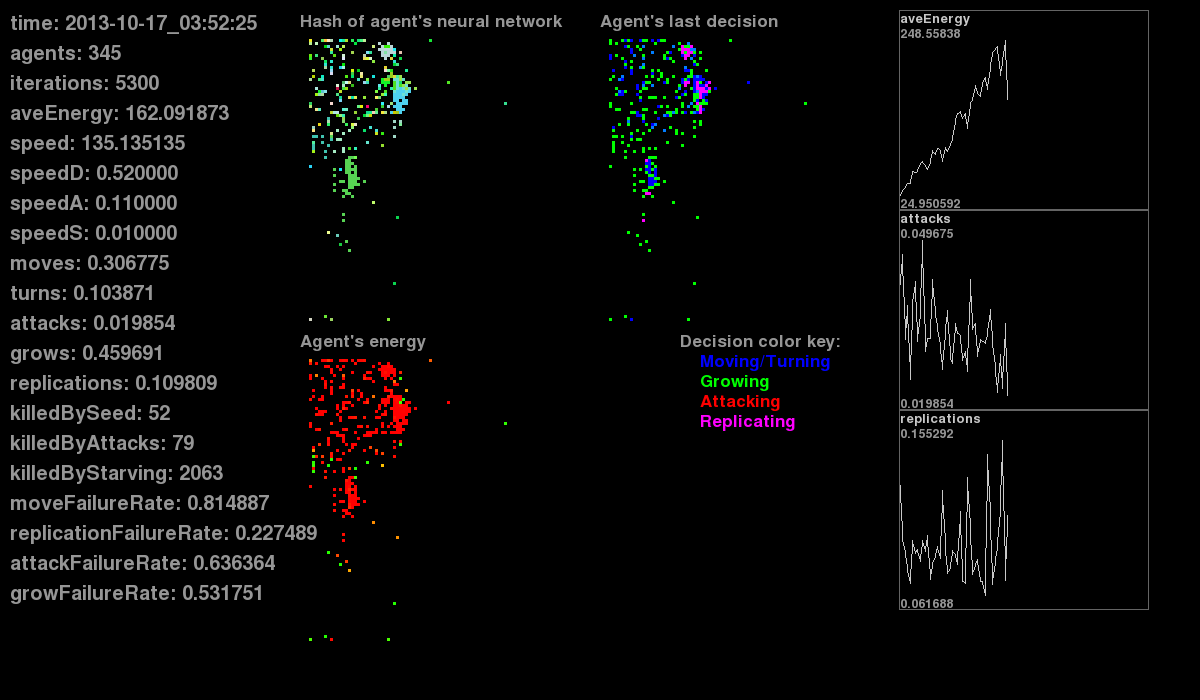 time: 2013-10-17_03:52:25
agents: 345
iterations: 5300
aveEnergy: 162.091873
speed: 135.135135
speedD: 0.520000
speedA: 0.110000
speedS: 0.010000
moves: 0.306775
turns: 0.103871
attacks: 0.019854
grows: 0.459691
replications: 0.109809
killedBySeed: 52
killedByAttacks: 79
killedByStarving: 2063
moveFailureRate: 0.814887
replicationFailureRate: 0.227489
attackFailureRate: 0.636364
growFailureRate: 0.531751
Hash of agent's neural network
Agent's last decision
Agent's energy
Decision color key:
Moving/Turning
Growing
Attacking
Replicating
aveEnergy
248.55838
24.950592
attacks
0.049675
0.019854
replications
0.155292
0.061688